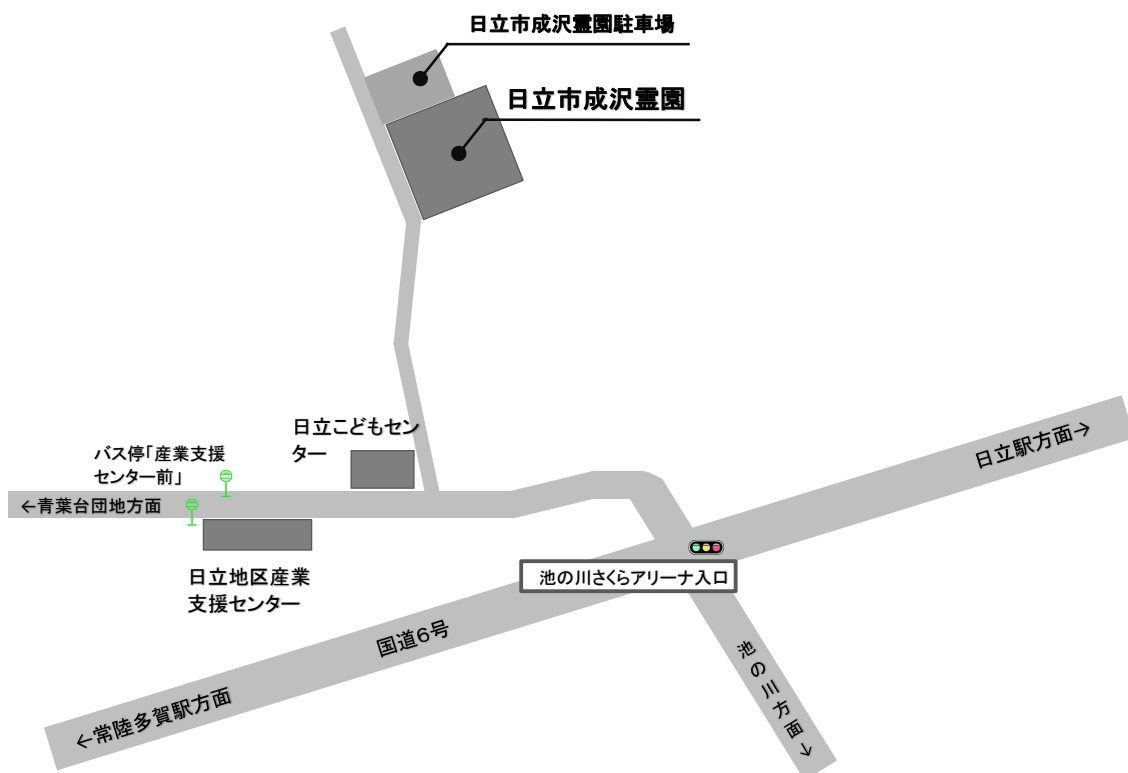 日立市成沢霊園駐車場
日立市成沢霊園
日立こどもセン
ター
バス停「産業支援
センター前」
←青葉台団地方面
日立地区産業
支援センター
日立駅方面→
池の川さくらアリーナ入口
国道6号
池の川方面→
←常陸多賀駅方面